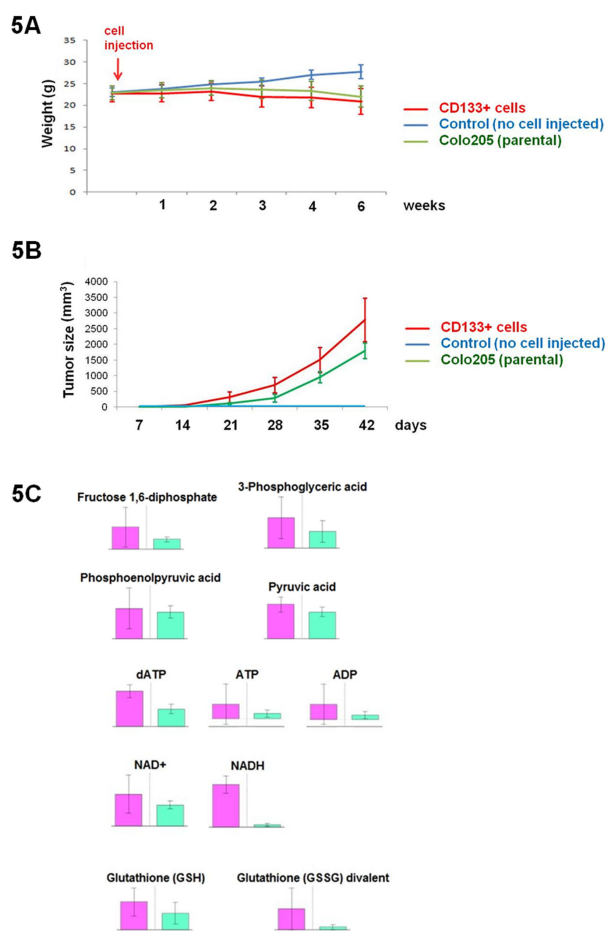 5A
cell
injection
Weight (g)
35
30
25
20
15
10
5
0
1 2 3 4 6 weeks
CD133+ cells
Control (no cell injected)
Colo205 (parental)
5B
Tumor size (mm³)
4000
3500
3000
2500
2000
1500
1000
500
0
7 14 21 28 35 42 days
CD133+ cells
Control (no cell injected)
Colo205 (parental)
5C
Fructose 1,6-diphosphate
3-Phosphoglyceric acid
Phosphoenolpyruvic acid
Pyruvic acid
dATP ATP ADP
NAD+ NADH
Glutathione (GSH) Glutathione (GSSG) divalent